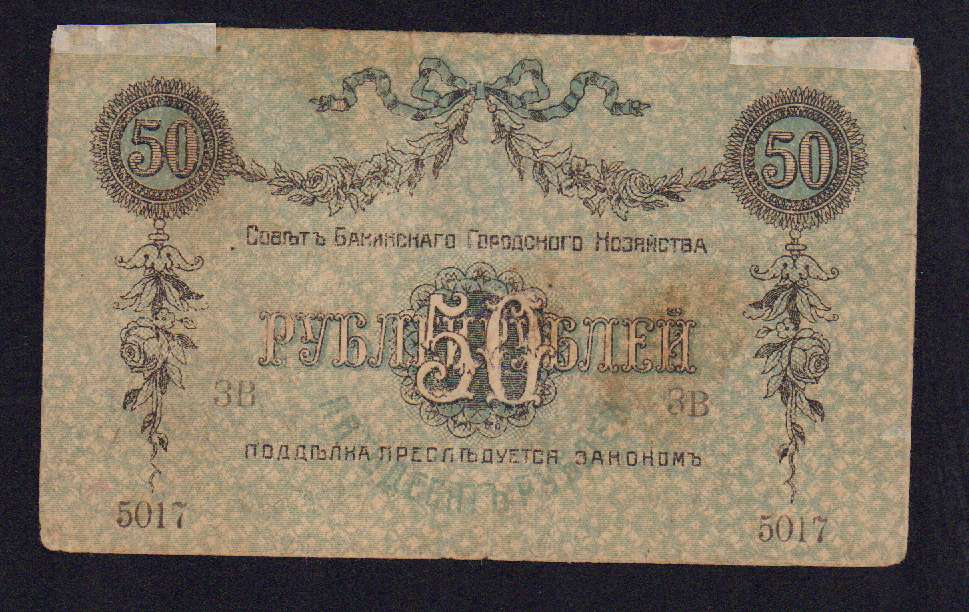 50 50
Совѣтъ Бакинскаго Городского Хозяйства
РУБЛЕЙ РУБЛЕЙ
50
ЗВ ЗВ
ПОДДѢЛКА ПРЕСЛѢДУЕТСЯ ЗАКОНОМЪ
5017 5017